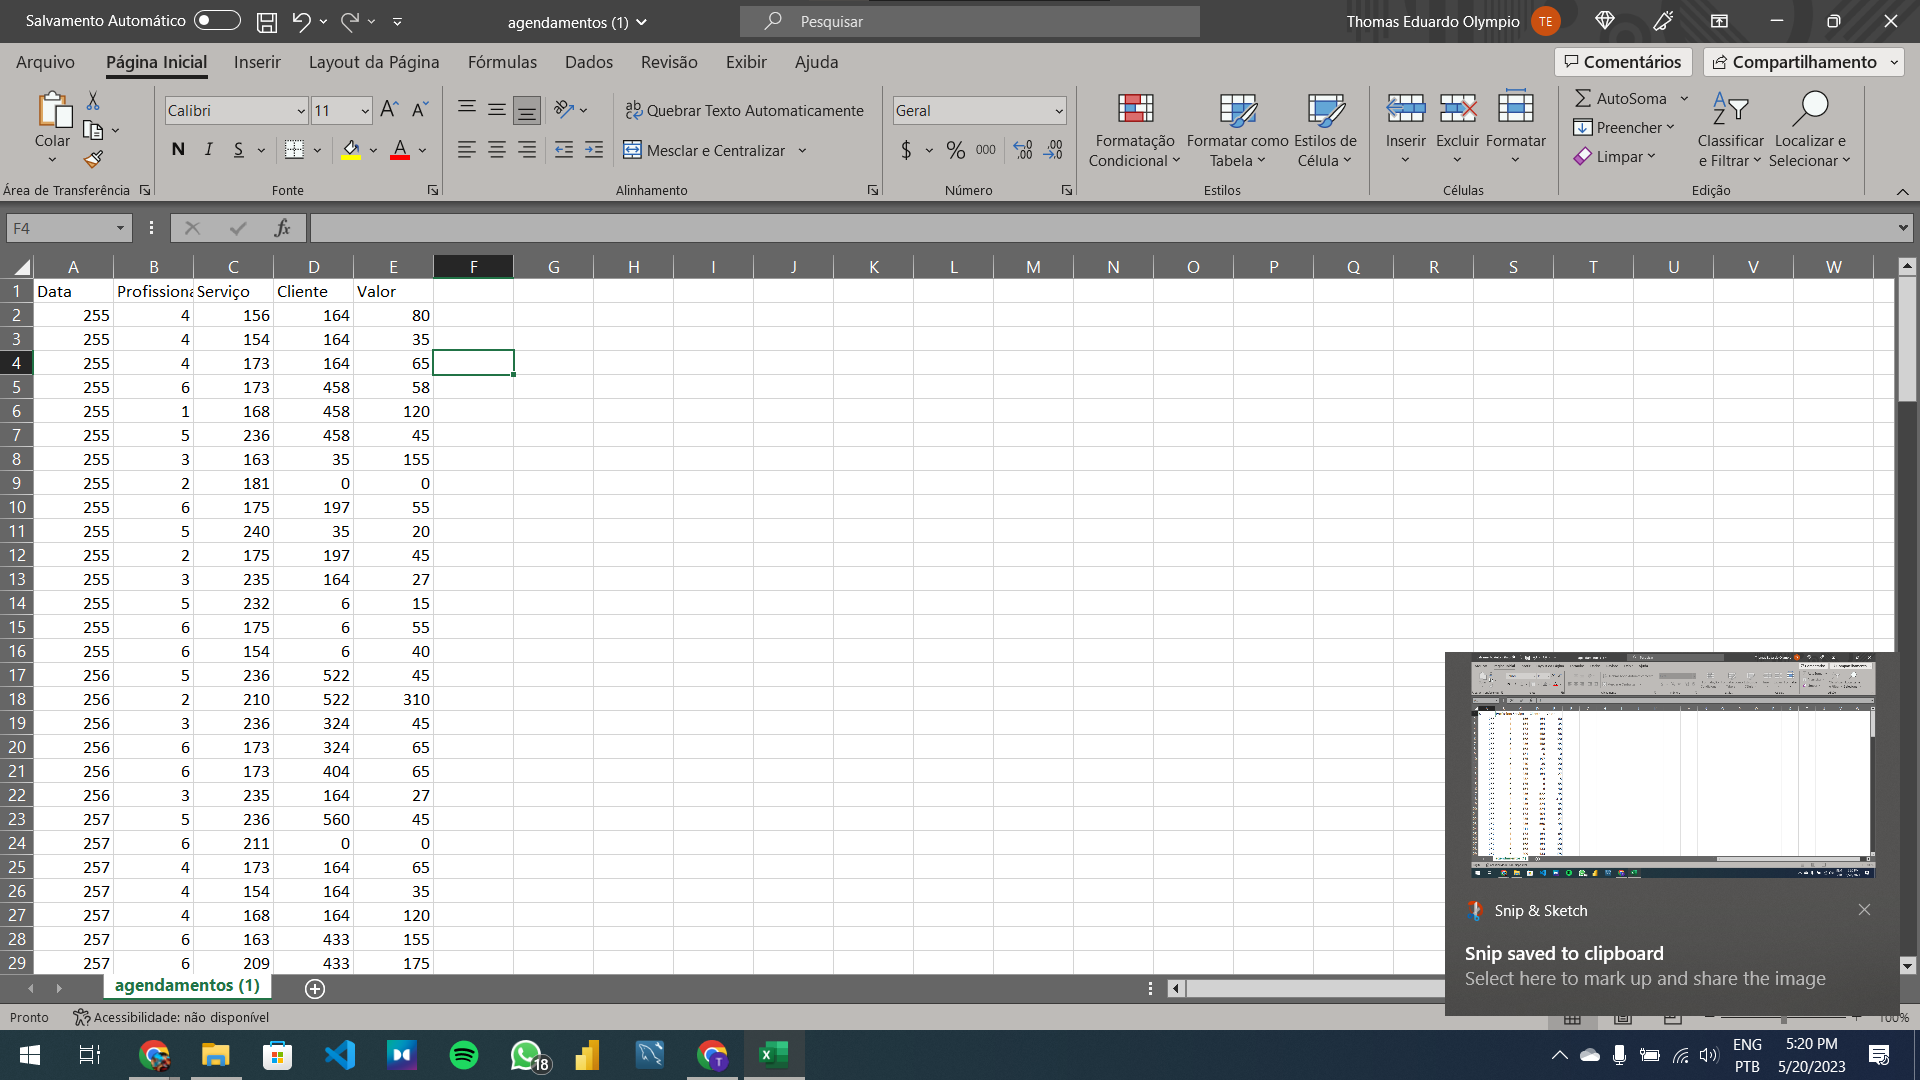 Salvamento Automático
agendamentos (1)
Pesquisar
Thomas Eduardo Olympio TE
Arquivo Página Inicial Inserir Layout da Página Fórmulas Dados Revisão Exibir Ajuda Comentários Compartilhamento
Colar
Área de Transferência
Calibri 11
N I S
Fonte
Quebrar Texto Automaticamente
Mesclar e Centralizar
Alinhamento
Geral
$ % 000
Número
Formatação Condicional
Formatar como Tabela
Estilos de Célula
Estilos
Inserir Excluir Formatar
Células
AutoSoma
Preencher
Limpar
Classificar e Filtrar
Localizar e Selecionar
Edição
F4 fx
A B C D E F G H I J K L M N O P Q R S T U V W
1 Data Profissiona Serviço Cliente Valor
2 255 4 156 164 80
3 255 4 154 164 35
4 255 4 173 164 65
5 255 6 173 458 58
6 255 1 168 458 120
7 255 5 236 458 45
8 255 3 163 35 155
9 255 2 181 0 0
10 255 6 175 197 55
11 255 5 240 35 20
12 255 2 175 197 45
13 255 3 235 164 27
14 255 5 232 6 15
15 255 6 175 6 55
16 255 6 154 6 40
17 256 5 236 522 45
18 256 2 210 522 310
19 256 3 236 324 45
20 256 6 173 324 65
21 256 6 173 404 65
22 256 3 235 164 27
23 257 5 236 560 45
24 257 6 211 0 0
25 257 4 173 164 65
26 257 4 154 164 35
27 257 4 168 164 120
28 257 6 163 433 155
29 257 6 209 433 175
Snip & Sketch
Snip saved to clipboard
Select here to mark up and share the image
agendamentos (1)
Pronto Acessibilidade: não disponível 100%
18
ENG
PTB
5:20 PM
5/20/2023